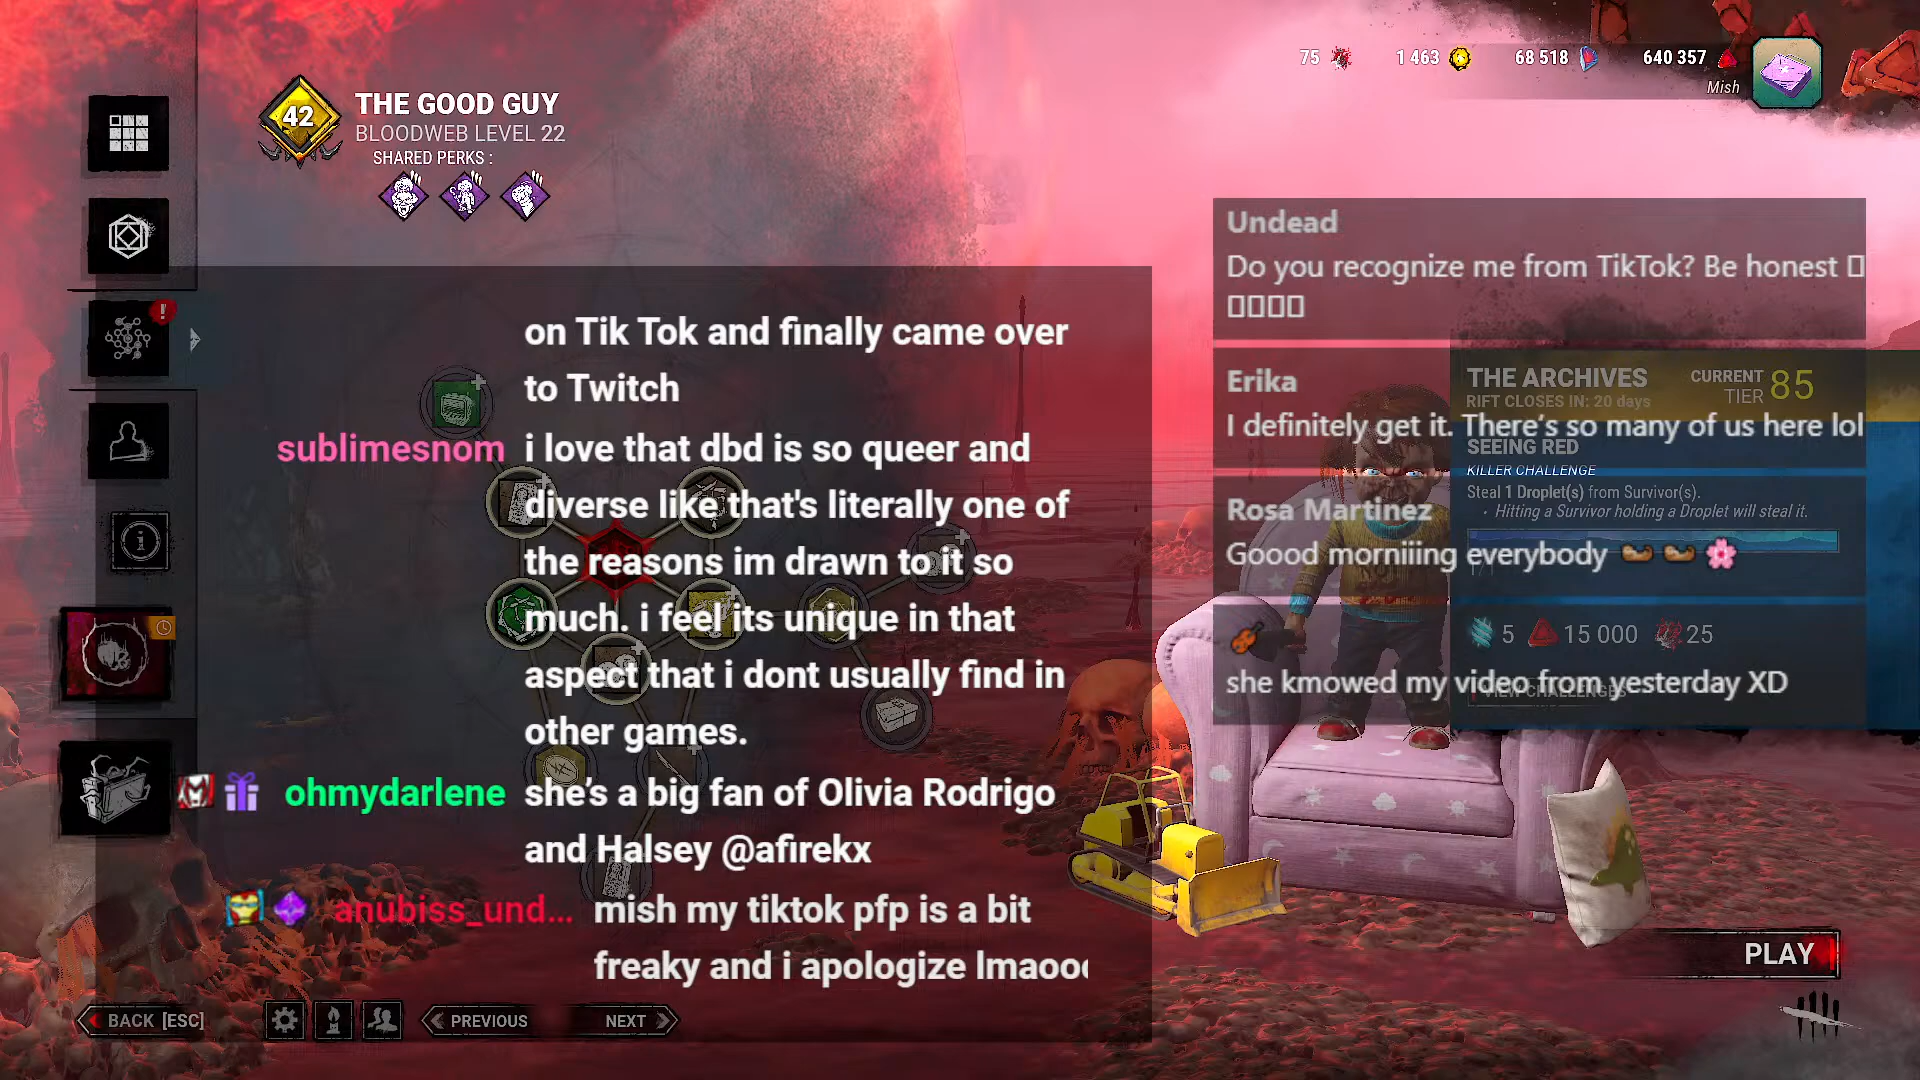 75 1 463 68 518 640 357
Mish
42
THE GOOD GUY
BLOODWEB LEVEL 22
SHARED PERKS :
on Tik Tok and finally came over
to Twitch
sublimesnom i love that dbd is so queer and
diverse like that's literally one of
the reasons im drawn to it so
much. i feel its unique in that
aspect that i dont usually find in
other games.
ohmydarlene she's a big fan of Olivia Rodrigo
and Halsey @afirekx
anubiss_und... mish my tiktok pfp is a bit
freaky and i apologize lmaoo
Undead
Do you recognize me from TikTok? Be honest
Erika
I definitely get it. There's so many of us here lol
Rosa Martinez
Goood morniiing everybody
she kmowed my video from yesterday XD
THE ARCHIVES
RIFT CLOSES IN: 20 days
CURRENT
TIER 85
SEEING RED
KILLER CHALLENGE
Steal 1 Droplet(s) from Survivor(s).
• Hitting a Survivor holding a Droplet will steal it.
5 15 000 25
VIEW CHALLENGES
PLAY
BACK [ESC]
PREVIOUS
NEXT